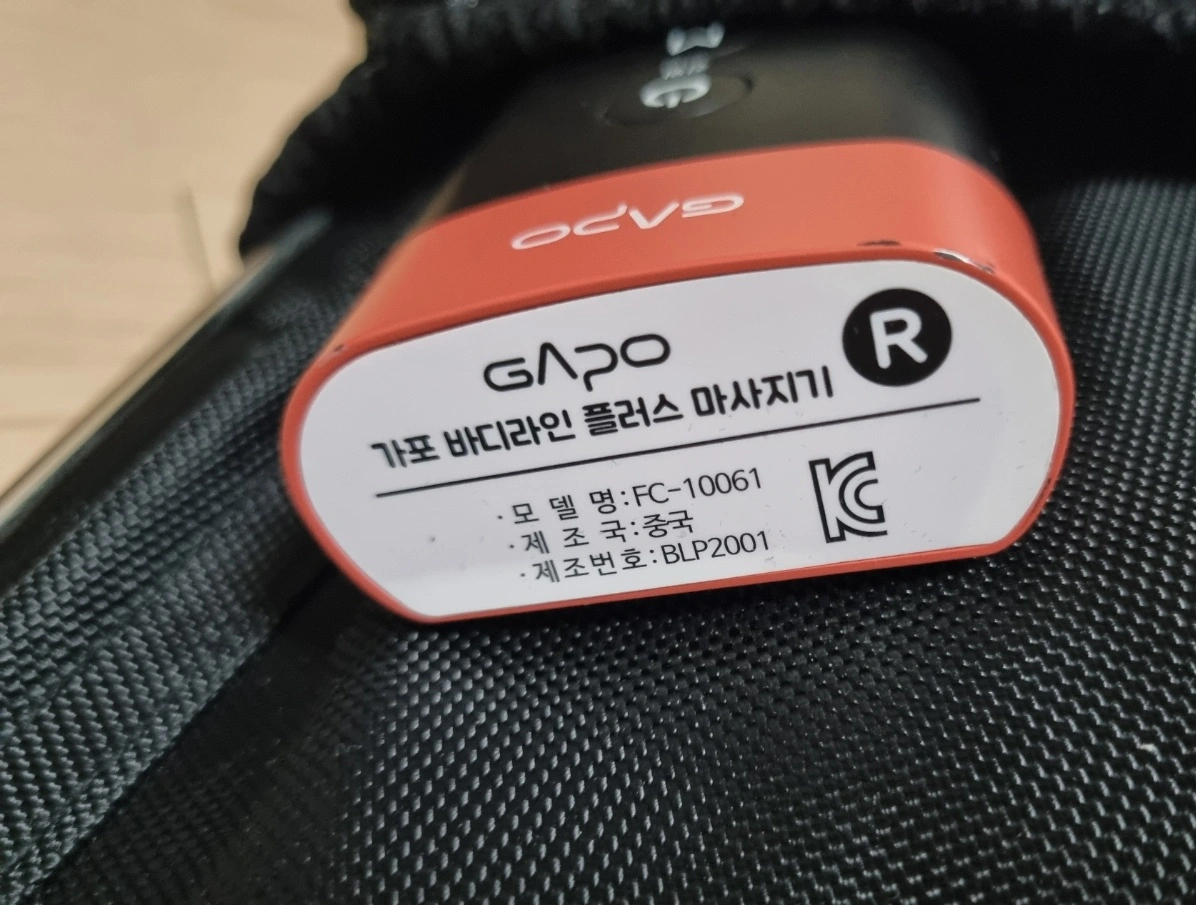 GAPO
GAPO
R
가포 바디라인 플러스 마사지기
· 모 델 명:FC-10061
· 제 조 국:중국
· 제조번호:BLP2001
KC